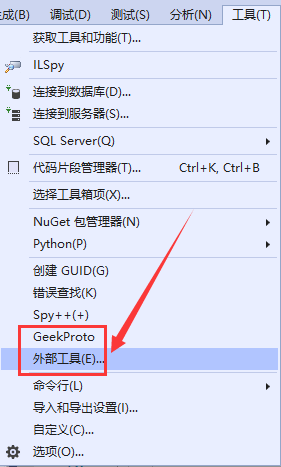 生成(B) 调试(D) 测试(S) 分析(N) 工具(T)
获取工具和功能(T)...
ILSpy
连接到数据库(D)...
连接到服务器(S)...
SQL Server(Q)
代码片段管理器(T)... Ctrl+K, Ctrl+B
选择工具箱项(X)...
NuGet 包管理器(N)
Python(P)
创建 GUID(G)
错误查找(K)
Spy++(+)
GeekProto
外部工具(E)...
命令行(L)
导入和导出设置(I)...
自定义(C)...
选项(O)...